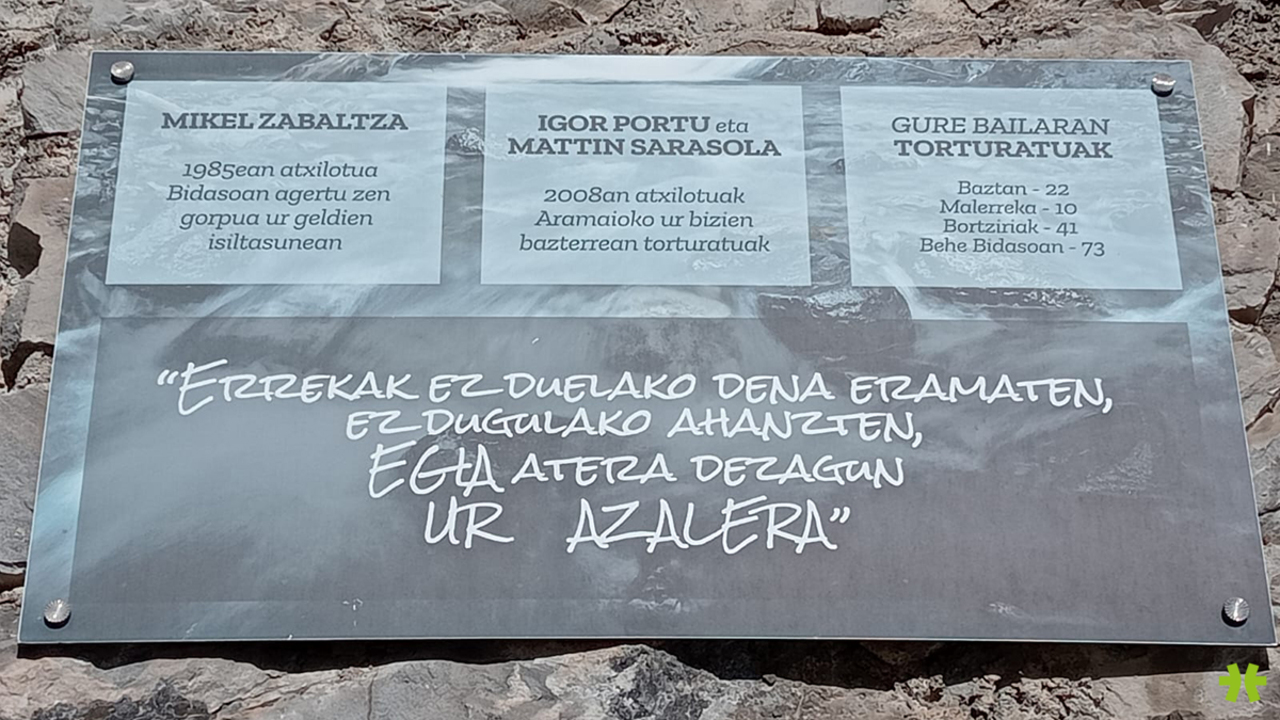 MIKEL ZABALTZA
1985ean atxilotua
Bidasoan agertu zen
gorpua ur geldien
isiltasunean
IGOR PORTU eta
MATTIN SARASOLA
2008an atxilotuak
Aramaioko ur bizien
bazterrean torturatuak
GURE BAILARAN
TORTURATUAK
Baztan - 22
Malerreka - 10
Bortziriak - 41
Behe Bidasoan - 73
“ERREKAK EZ DUELAKO DENA ERAMATEN,
EZ DUGULAKO AHANZTEN,
EGIA ATERA DEZAGUN
UR AZALERA”